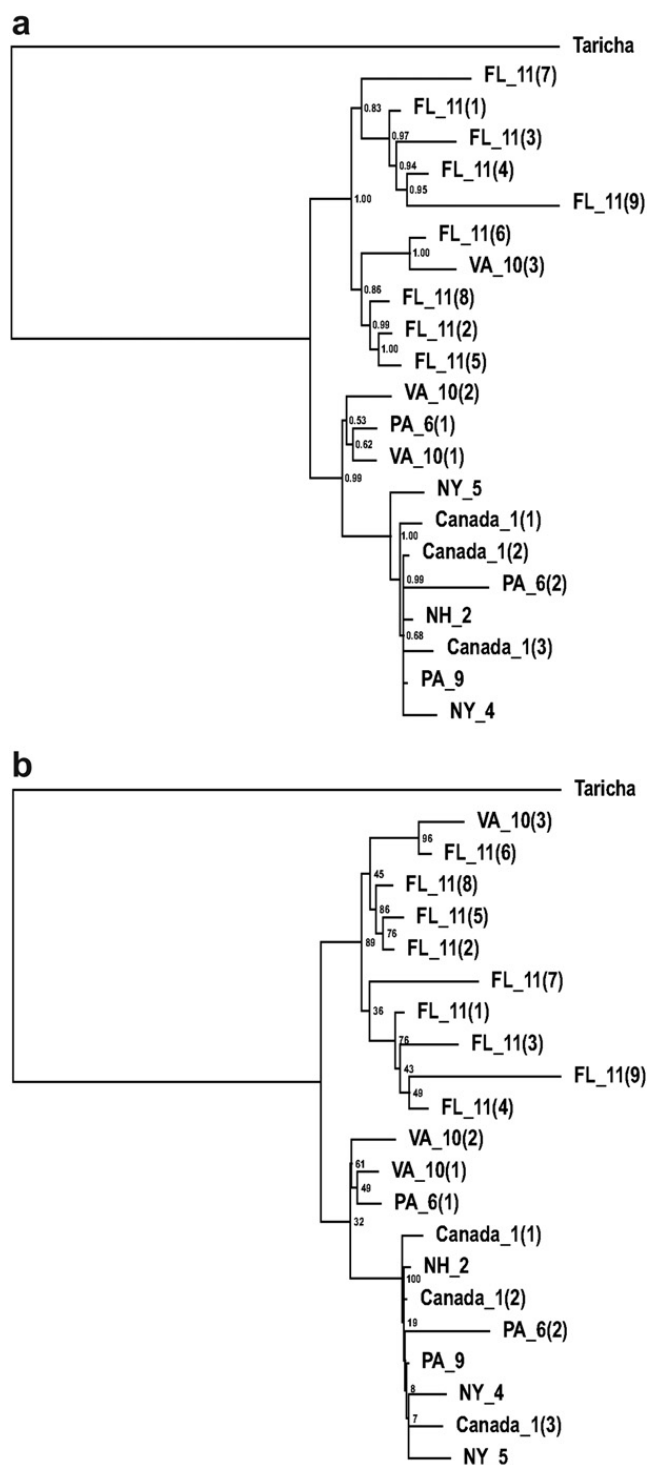 a
Taricha
FL_11(7)
0.83
FL_11(1)
0.97
FL_11(3)
0.94
FL_11(4)
0.95
1.00
FL_11(9)
FL_11(6)
1.00
VA_10(3)
0.86
FL_11(8)
0.99
FL_11(2)
1.00
FL_11(5)
VA_10(2)
0.53
PA_6(1)
0.62
VA_10(1)
0.99
NY_5
Canada_1(1)
1.00
Canada_1(2)
0.99
PA_6(2)
NH_2
0.68
Canada_1(3)
PA_9
NY_4
b
Taricha
VA_10(3)
96
FL_11(6)
45
FL_11(8)
86
FL_11(5)
76
89
FL_11(2)
FL_11(7)
36
FL_11(1)
76
FL_11(3)
43
FL_11(9)
49
FL_11(4)
VA_10(2)
61
VA_10(1)
49
PA_6(1)
32
Canada_1(1)
NH_2
100
Canada_1(2)
19
PA_6(2)
PA_9
8
NY_4
7
Canada_1(3)
NY_5